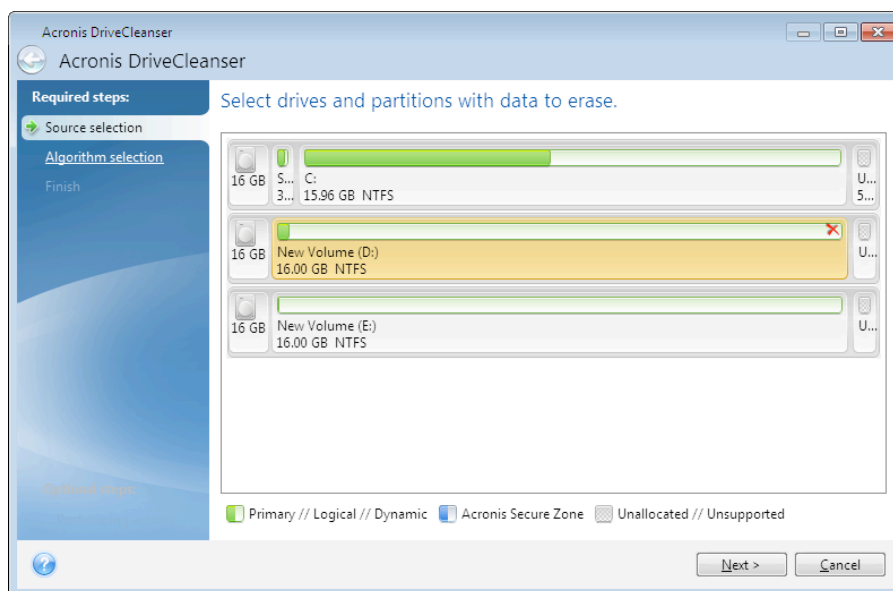 Acronis DriveCleanser
Acronis DriveCleanser
Required steps:
Source selection
Algorithm selection
Finish
Select drives and partitions with data to erase.
16 GB
S...
3...
C:
15.96 GB NTFS
U...
5...
16 GB
New Volume (D:)
16.00 GB NTFS
U...
16 GB
New Volume (E:)
16.00 GB NTFS
U...
Primary // Logical // Dynamic
Acronis Secure Zone
Unallocated // Unsupported
Next >
Cancel